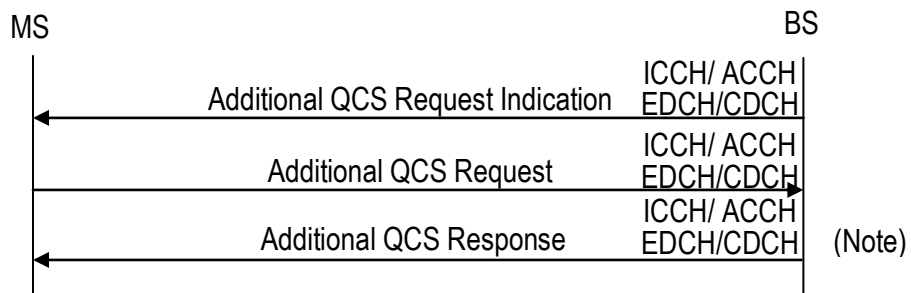 MS
BS
ICCH/ ACCH
Additional QCS Request Indication
EDCH/CDCH
ICCH/ ACCH
Additional QCS Request
EDCH/CDCH
ICCH/ ACCH
Additional QCS Response
EDCH/CDCH
(Note)